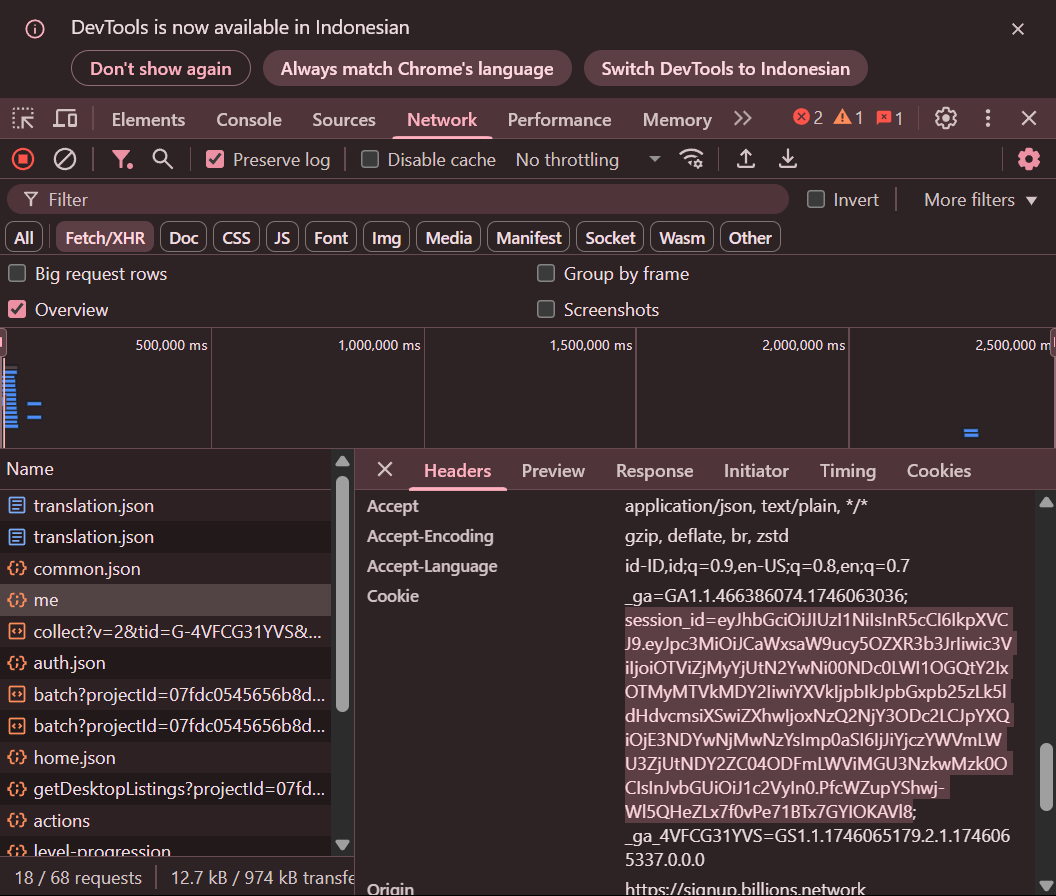 DevTools is now available in Indonesian
Don't show again
Always match Chrome's language
Switch DevTools to Indonesian
Elements
Console
Sources
Network
Performance
Memory
2
1
1
Preserve log
Disable cache
No throttling
Filter
Invert
More filters
All
Fetch/XHR
Doc
CSS
JS
Font
Img
Media
Manifest
Socket
Wasm
Other
Big request rows
Group by frame
Overview
Screenshots
500,000 ms
1,000,000 ms
1,500,000 ms
2,000,000 ms
2,500,000 m
Name
translation.json
translation.json
common.json
me
collect?v=2&tid=G-4VFCG31YVS&...
auth.json
batch?projectId=07fdc0545656b8d...
batch?projectId=07fdc0545656b8d...
home.json
getDesktopListings?projectId=07fd...
actions
level-progression
18 / 68 requests
12.7 kB / 974 kB transfe
Headers
Preview
Response
Initiator
Timing
Cookies
Accept
application/json, text/plain, */*
Accept-Encoding
gzip, deflate, br, zstd
Accept-Language
id-ID,id;q=0.9,en-US;q=0.8,en;q=0.7
Cookie
_ga=GA1.1.466386074.1746063036;
_ga_4VFCG31YVS=GS1.1.1746065179.2.1.174606
5337.0.0.0
Origin
https://signup.billions.network